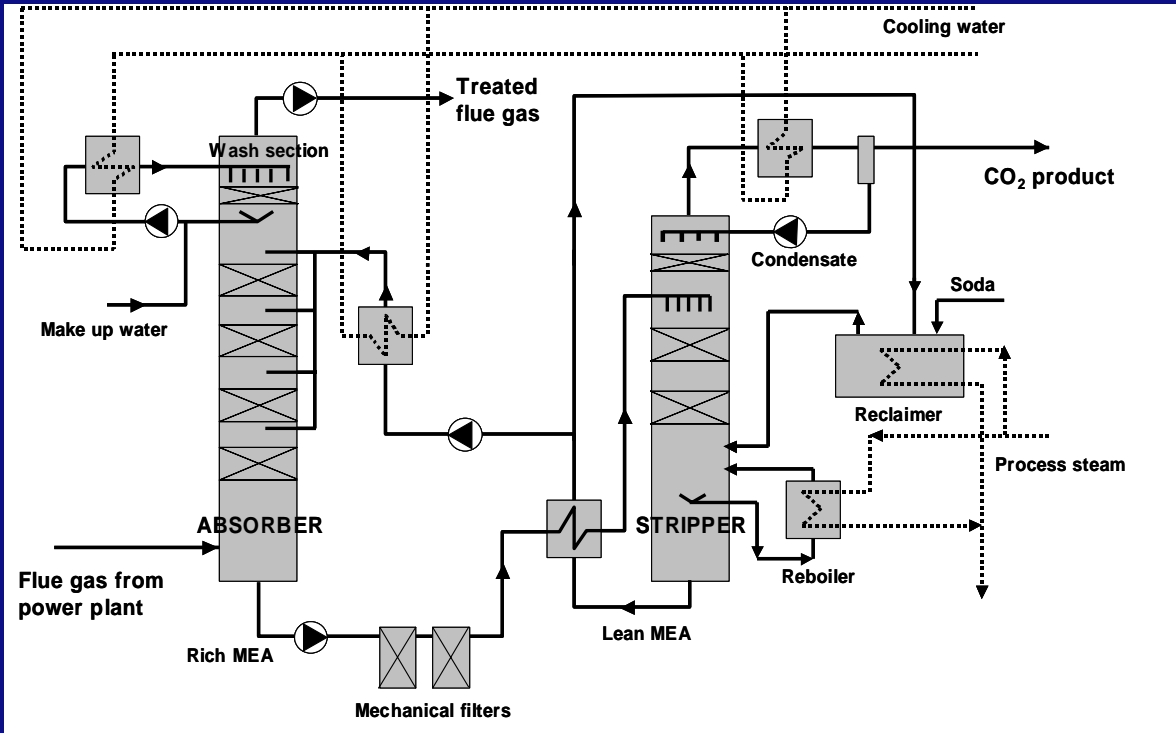 Cooling water
Treated
flue gas
Wash section
CO₂ product
Condensate
Soda
Make up water
Reclaimer
Process steam
ABSORBER
STRIPPER
Flue gas from
power plant
Reboiler
Lean MEA
Rich MEA
Mechanical filters